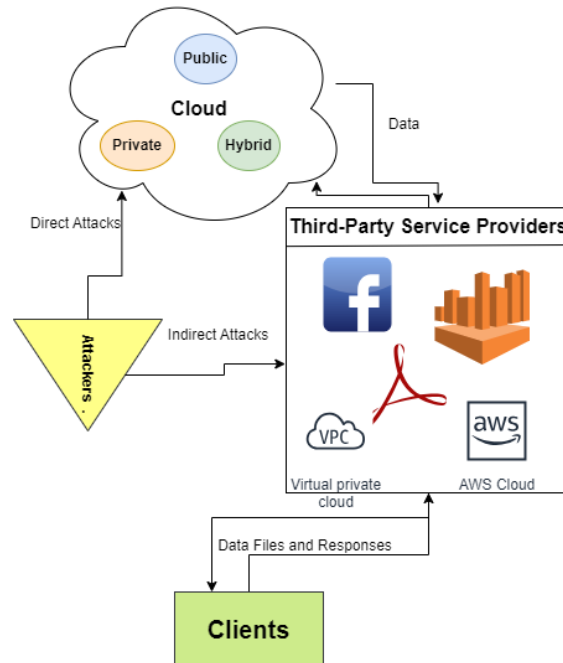 Public
Cloud
Private
Hybrid
Data
Direct Attacks
Third-Party Service Providers
f
Attackers .
Indirect Attacks
VPC
aws
Virtual private
cloud
AWS Cloud
Data Files and Responses
Clients